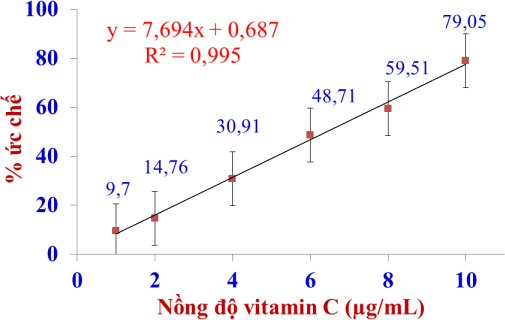 y = 7,694x + 0,687
R² = 0,995
79,05
59,51
48,71
30,91
14,76
9,7
100
80
60
40
20
0
% ức chế
0 2 4 6 8 10
Nồng độ vitamin C (µg/mL)